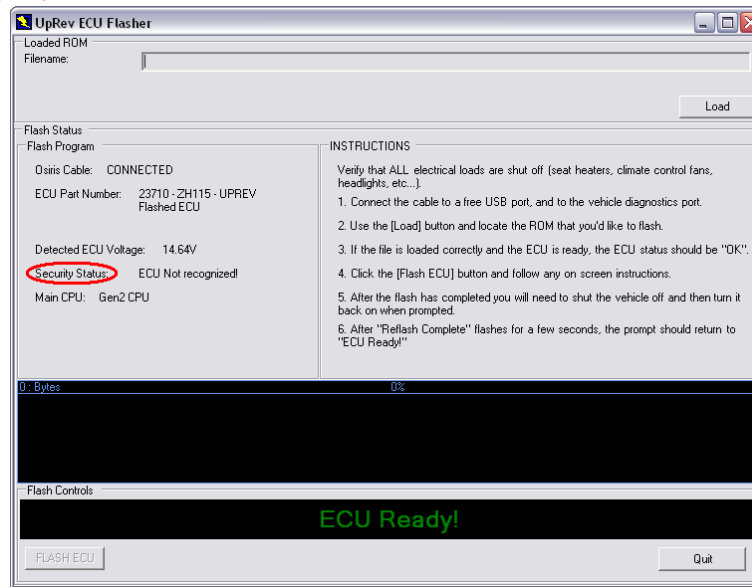 UpRev ECU Flasher
Loaded ROM
Filename:
Load
Flash Status
Flash Program
Osiris Cable: CONNECTED
ECU Part Number: 23710 - ZH115 - UPREV
Flashed ECU
Detected ECU Voltage: 14.64V
Security Status: ECU Not recognized!
Main CPU: Gen2 CPU
INSTRUCTIONS
Verify that ALL electrical loads are shut off (seat heaters, climate control fans,
headlights, etc...).
1. Connect the cable to a free USB port, and to the vehicle diagnostics port.
2. Use the [Load] button and locate the ROM that you'd like to flash.
3. If the file is loaded correctly and the ECU is ready, the ECU status should be "OK".
4. Click the [Flash ECU] button and follow any on screen instructions.
5. After the flash has completed you will need to shut the vehicle off and then turn it
back on when prompted.
6. After "Reflash Complete" flashes for a few seconds, the prompt should return to
"ECU Ready!"
0 : Bytes 0%
Flash Controls
ECU Ready!
FLASH ECU
Quit